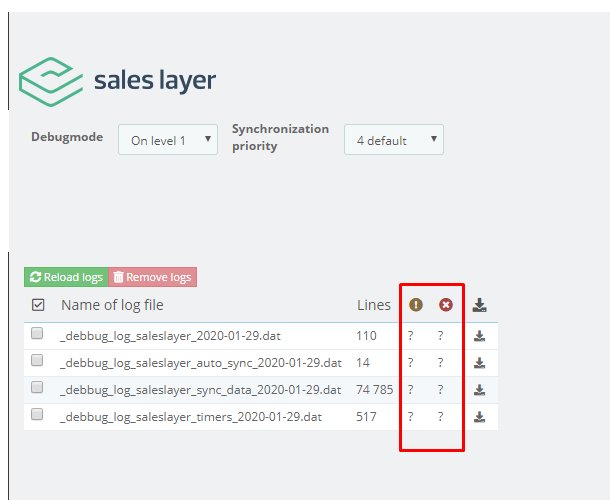 sales layer
Debugmode
On level 1
Synchronization
priority
4 default
Reload logs Remove logs
Name of log file Lines
_debbug_log_saleslayer_2020-01-29.dat 110 ? ?
_debbug_log_saleslayer_auto_sync_2020-01-29.dat 14 ? ?
_debbug_log_saleslayer_sync_data_2020-01-29.dat 74 785 ? ?
_debbug_log_saleslayer_timers_2020-01-29.dat 517 ? ?